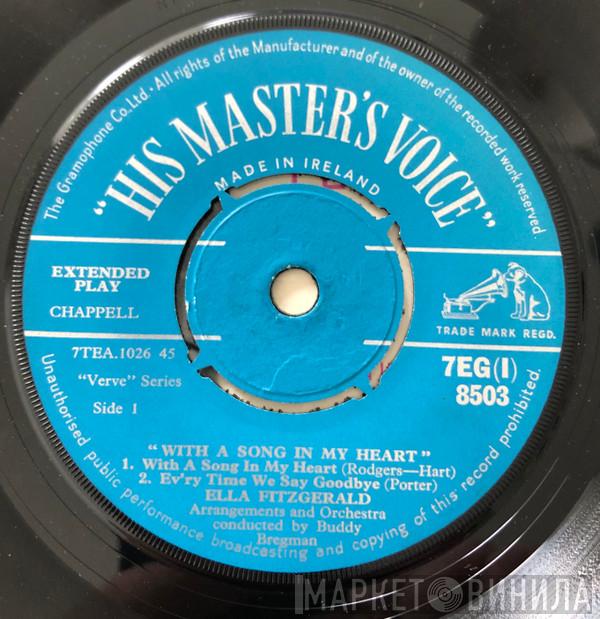 The Gramophone Co., Ltd. · All rights of the Manufacturer and of the owner of the recorded work reserved.
"HIS MASTER'S VOICE"
MADE IN IRELAND
EXTENDED
PLAY
CHAPPELL
TRADE MARK REGD.
7TEA.1026 45
"Verve" Series
Side 1
7EG(I)
8503
"WITH A SONG IN MY HEART"
1. With A Song In My Heart (Rodgers—Hart)
2. Ev'ry Time We Say Goodbye (Porter)
ELLA FITZGERALD
Arrangements and Orchestra
conducted by Buddy
Bregman
Unauthorised public performance broadcasting and copying of this record prohibited.
МАРКЕТ ВИНИЛА